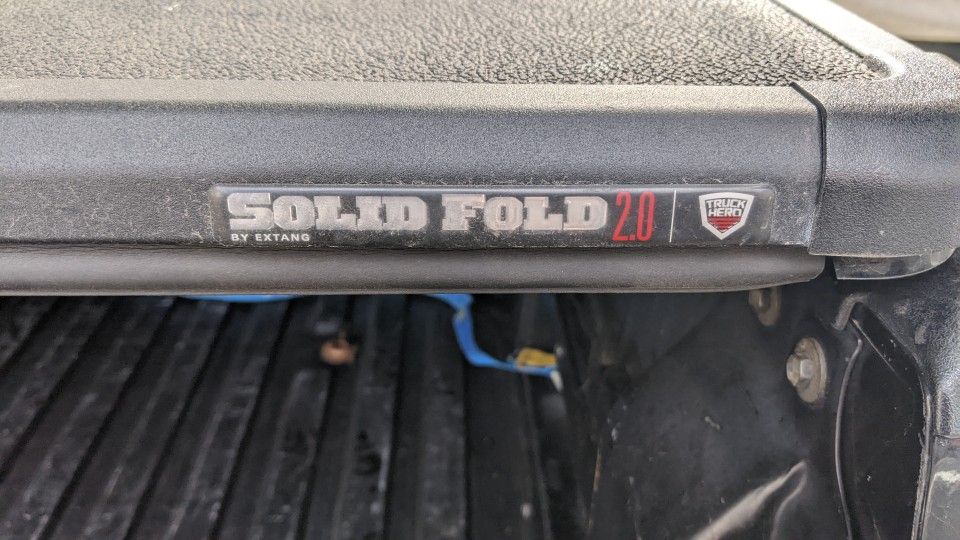 SOLID FOLD 2.0
BY EXTANG
TRUCK
HERO